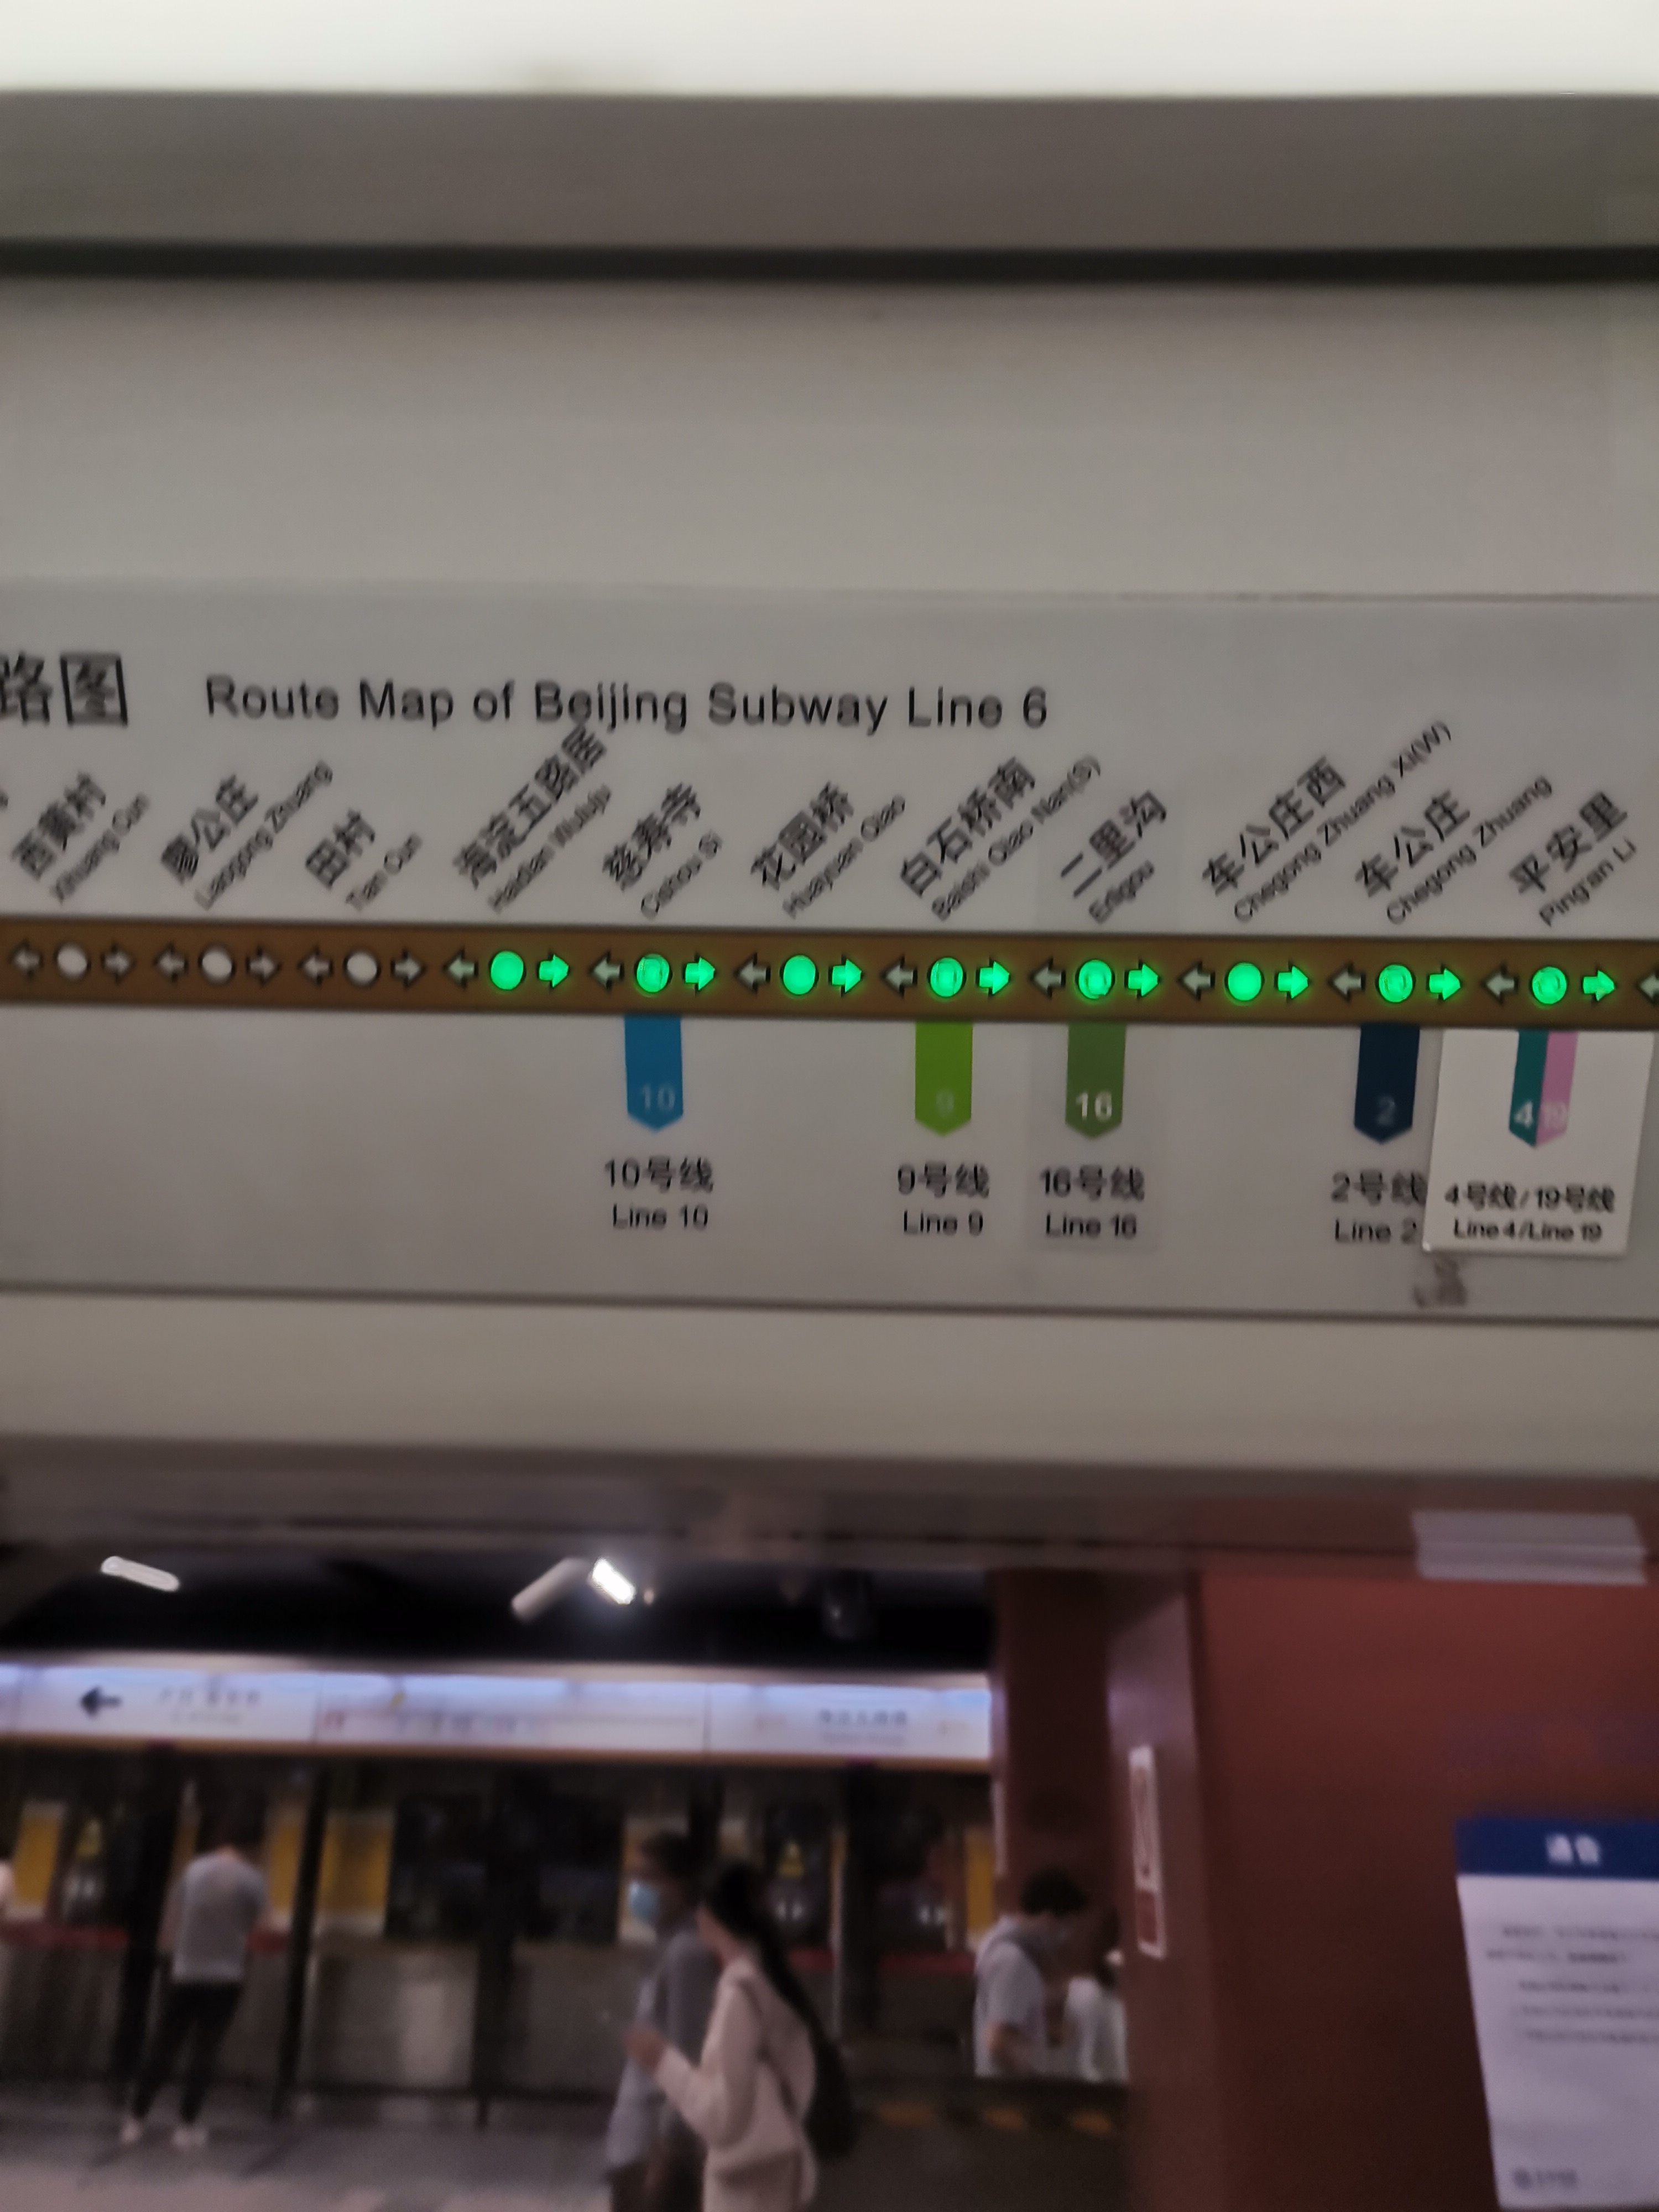 路图 Route Map of Beijing Subway Line 6
西黄村
Xihuang Cun
廖公庄
Liaogong Zhuang
田村
Tian Cun
海淀五路居
Haidian Wuluju
慈寿寺
Cishou Si
花园桥
Huayuan Qiao
白石桥南
Baishi Qiao Nan(S)
二里沟
Erligou
车公庄西
Chegong Zhuang Xi(W)
车公庄
Chegong Zhuang
平安里
Ping'an Li
10
9
16
2
4 19
10号线
Line 10
9号线
Line 9
16号线
Line 16
2号线
Line 2
4号线/19号线
Line 4/Line 19
通告